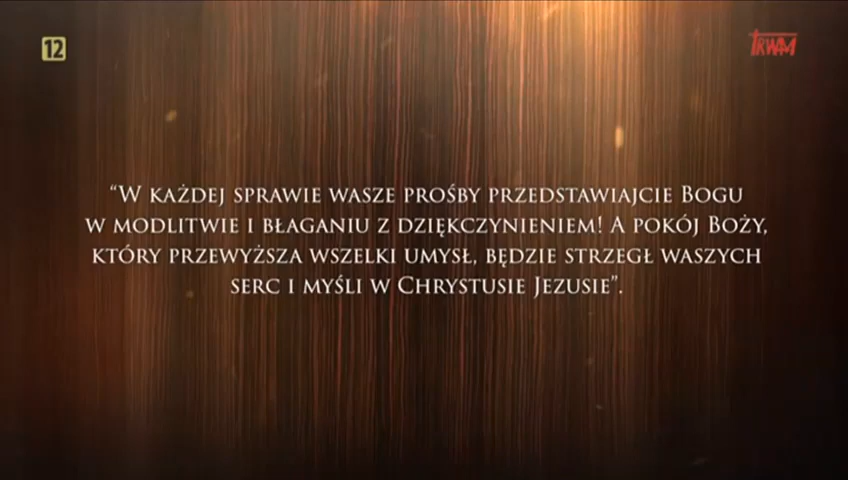 12
TRWAM
“W KAŻDEJ SPRAWIE WASZE PROŚBY PRZEDSTAWIAJCIE BOGU
W MODLITWIE I BŁAGANIU Z DZIĘKCZYNIENIEM! A POKÓJ BOŻY,
KTÓRY PRZEWYŻSZA WSZELKI UMYSŁ, BĘDZIE STRZEGŁ WASZYCH
SERC I MYŚLI W CHRYSTUSIE JEZUSIE”.